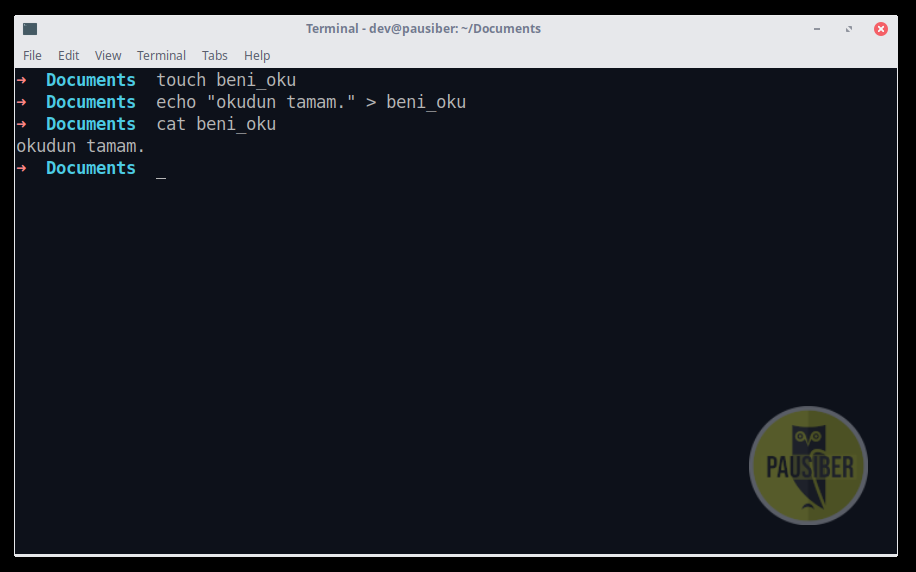 Terminal - dev@pausiber: ~/Documents
File Edit View Terminal Tabs Help
➜ Documents touch beni_oku
➜ Documents echo "okudun tamam." > beni_oku
➜ Documents cat beni_oku
okudun tamam.
➜ Documents _
PAUSIBER